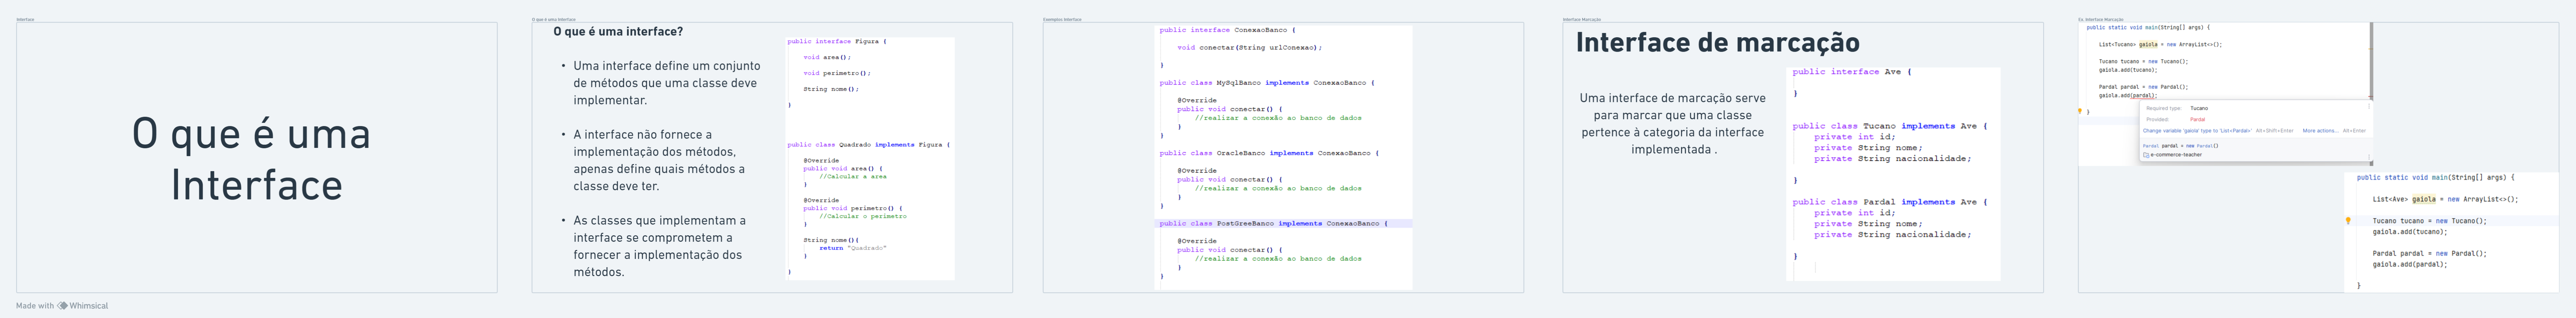 Interface
O que é uma
Interface
Made with Whimsical
O que é uma Interface
O que é uma interface?
• Uma interface define um conjunto
de métodos que uma classe deve
implementar.
• A interface não fornece a
implementação dos métodos,
apenas define quais métodos a
classe deve ter.
• As classes que implementam a
interface se comprometem a
fornecer a implementação dos
métodos.
public interface Figura {
void area();
void perimetro();
String nome();
}
public class Quadrado implements Figura {
@Override
public void area() {
//Calcular a area
}
@Override
public void perimetro() {
//Calcular o perimetro
}
String nome(){
return "Quadrado"
}
}
Exemplos Interface
public interface ConexaoBanco {
void conectar(String urlConexao);
}
public class MySqlBanco implements ConexaoBanco {
@Override
public void conectar() {
//realizar a conexão ao banco de dados
}
}
public class OracleBanco implements ConexaoBanco {
@Override
public void conectar() {
//realizar a conexão ao banco de dados
}
}
public class PostGreeBanco implements ConexaoBanco {
@Override
public void conectar() {
//realizar a conexão ao banco de dados
}
}
Interface Marcação
Interface de marcação
Uma interface de marcação serve
para marcar que uma classe
pertence à categoria da interface
implementada .
public interface Ave {
}
public class Tucano implements Ave {
private int id;
private String nome;
private String nacionalidade;
}
public class Pardal implements Ave {
private int id;
private String nome;
private String nacionalidade;
}
Ex. Interface Marcação
public static void main(String[] args) {
List<Tucano> gaiola = new ArrayList<>();
Tucano tucano = new Tucano();
gaiola.add(tucano);
Pardal pardal = new Pardal();
gaiola.add(pardal);
}
Required type: Tucano
Provided: Pardal
Change variable 'gaiola' type to 'List<Pardal>' Alt+Shift+Enter More actions... Alt+Enter
Pardal pardal = new Pardal()
e-commerce-teacher
public static void main(String[] args) {
List<Ave> gaiola = new ArrayList<>();
Tucano tucano = new Tucano();
gaiola.add(tucano);
Pardal pardal = new Pardal();
gaiola.add(pardal);
}